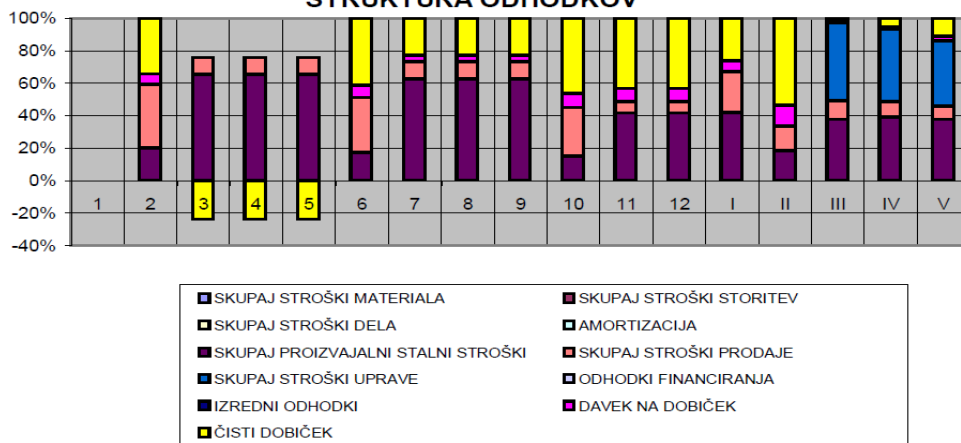 STRUKTURA ODHODKOV
100%
80%
60%
40%
20%
0%
-20%
-40%
1 2 3 4 5 6 7 8 9 10 11 12 I II III IV V
SKUPAJ STROŠKI MATERIALA SKUPAJ STROŠKI STORITEV
SKUPAJ STROŠKI DELA AMORTIZACIJA
SKUPAJ PROIZVAJALNI STALNI STROŠKI SKUPAJ STROŠKI PRODAJE
SKUPAJ STROŠKI UPRAVE ODHODKI FINANCIRANJA
IZREDNI ODHODKI DAVEK NA DOBIČEK
ČISTI DOBIČEK